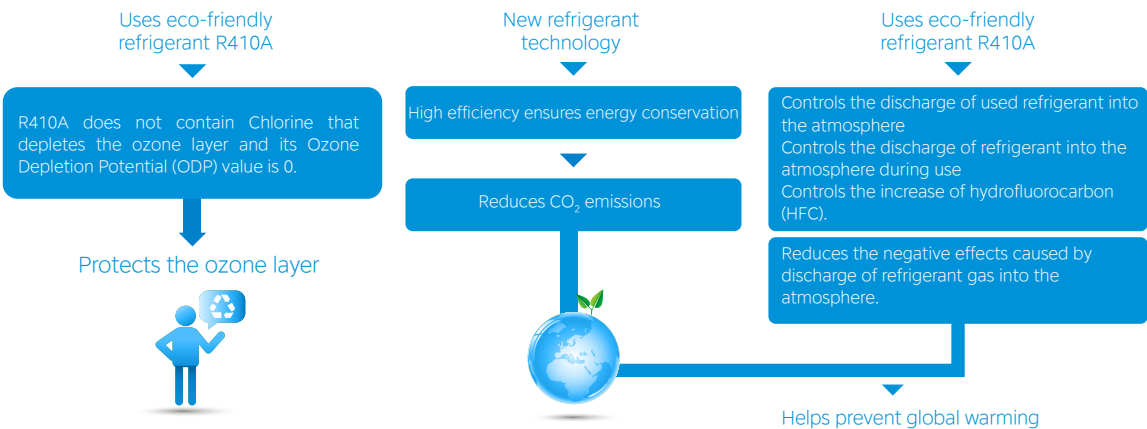 Uses eco-friendly
refrigerant R410A
R410A does not contain Chlorine that
depletes the ozone layer and its Ozone
Depletion Potential (ODP) value is 0.
Protects the ozone layer
New refrigerant
technology
High efficiency ensures energy conservation
Reduces CO₂ emissions
Uses eco-friendly
refrigerant R410A
Controls the discharge of used refrigerant into
the atmosphere
Controls the discharge of refrigerant into the
atmosphere during use
Controls the increase of hydrofluorocarbon
(HFC).
Reduces the negative effects caused by
discharge of refrigerant gas into the
atmosphere.
Helps prevent global warming